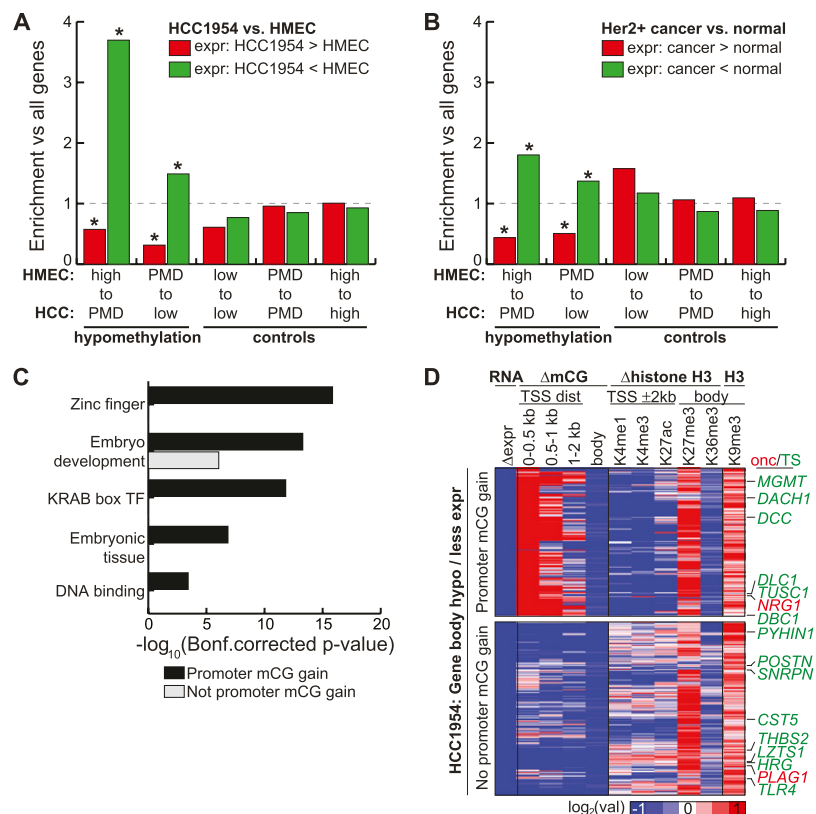 A
HCC1954 vs. HMEC
expr: HCC1954 > HMEC
expr: HCC1954 < HMEC
Enrichment vs all genes
4
3
2
1
0
* * * *
HMEC: high PMD low PMD high
to to to to to
HCC: PMD low low PMD high
hypomethylation controls
B
Her2+ cancer vs. normal
expr: cancer > normal
expr: cancer < normal
Enrichment vs all genes
4
3
2
1
0
* * * *
HMEC: high PMD low PMD high
to to to to to
HCC: PMD low low PMD high
hypomethylation controls
C
Zinc finger
Embryo
development
KRAB box TF
Embryonic
tissue
DNA binding
0 5 10 15 20
-log10(Bonf.corrected p-value)
Promoter mCG gain
Not promoter mCG gain
D
RNA ΔmCG Δhistone H3 H3
TSS dist TSS ±2kb body
Δexpr 0-0.5 kb 0.5-1 kb 1-2 kb body K4me1 K4me3 K27ac K27me3 K36me3 K9me3
onc/TS
HCC1954: Gene body hypo / less expr
Promoter mCG gain
No promoter mCG gain
MGMT
DACH1
DCC
DLC1
TUSC1
NRG1
DBC1
PYHIN1
POSTN
SNRPN
CST5
THBS2
LZTS1
HRG
PLAG1
TLR4
log2(val) -1 0 1